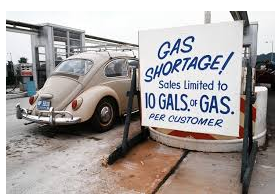 GAS
SHORTAGE!
Sales Limited to
10 GALS. OF GAS.
PER CUSTOMER